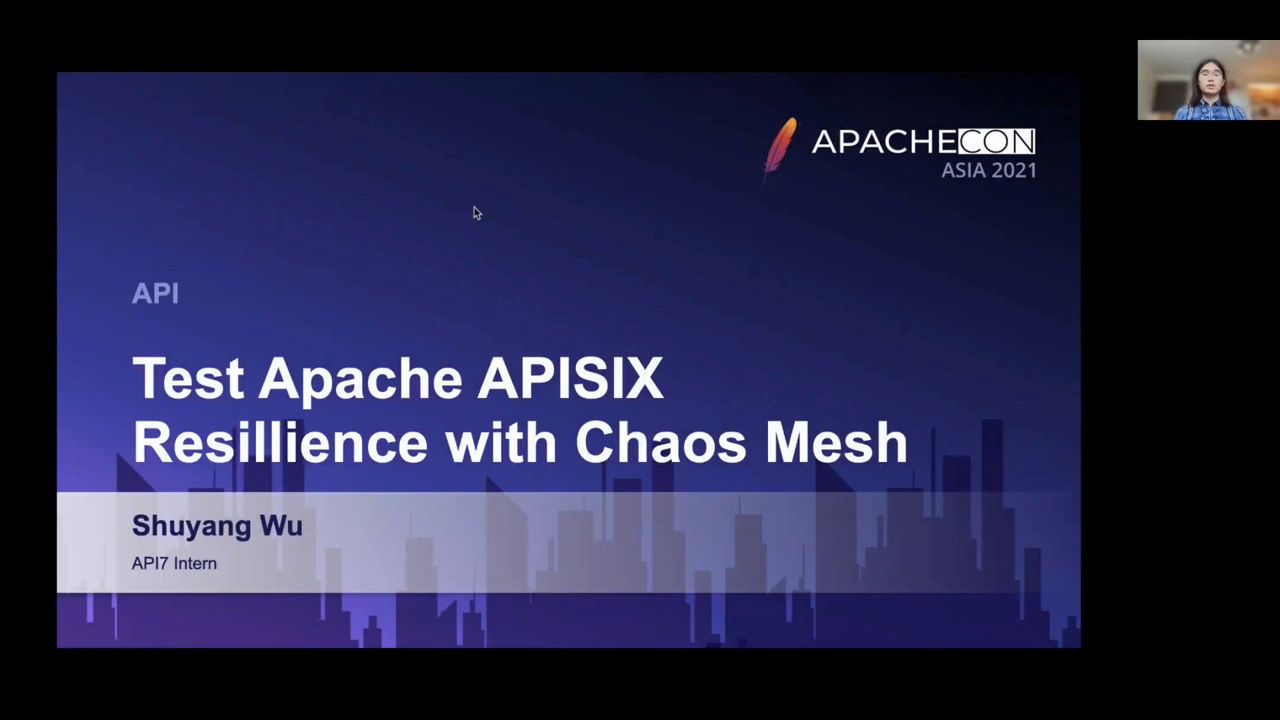 APACHECON
ASIA 2021
API
Test Apache APISIX
Resillience with Chaos Mesh
Shuyang Wu
API7 Intern